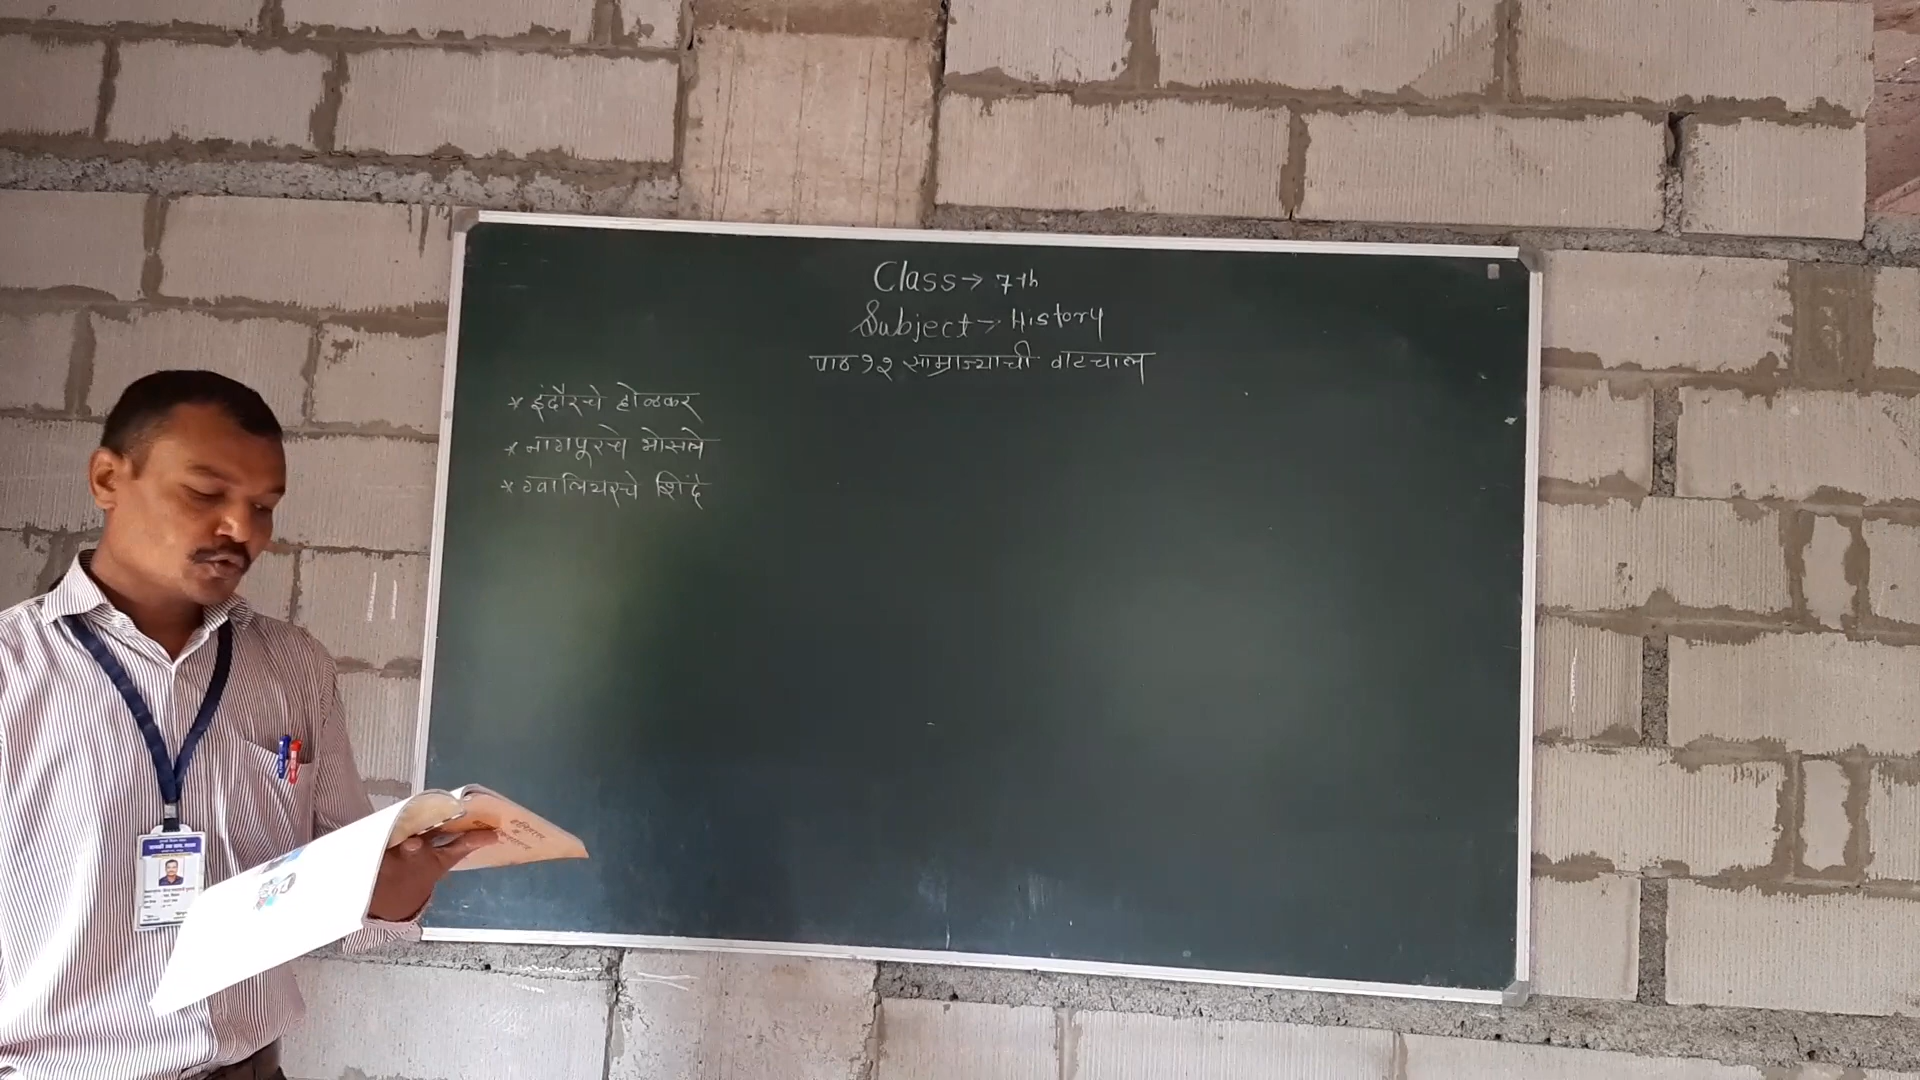 Class → 7th
Subject → History
पाठ १२ साम्राज्याची वाटचाल
* इंदौरचे होळकर
* नागपूरचे भोसले
* ग्वालियरचे शिंदे